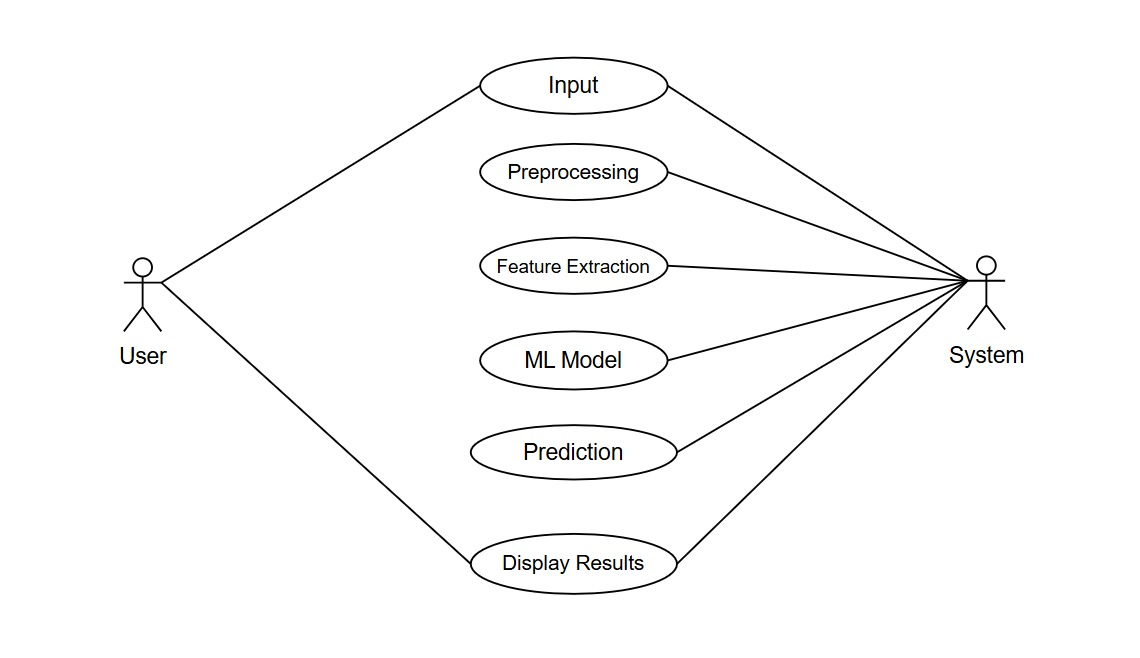 Input
Preprocessing
Feature Extraction
ML Model
Prediction
Display Results
User
System